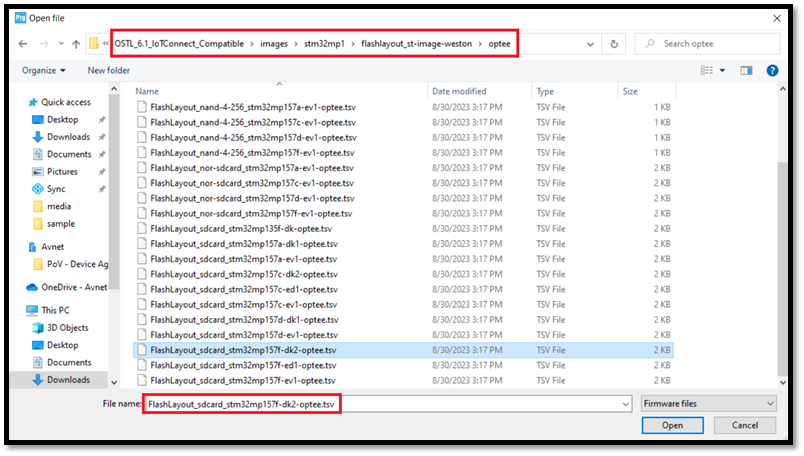 Pro Open file
« OSTL_6.1_IoTConnect_Compatible > images > stm32mp1 > flashlayout_st-image-weston > optee
Search optee
Organize
New folder
Name Date modified Type Size
Quick access
Desktop
Downloads
Documents
Pictures
Sync
media
sample
Avnet
PoV - Device Ag
OneDrive - Avnet
This PC
3D Objects
Desktop
Documents
Downloads
FlashLayout_nand-4-256_stm32mp157a-ev1-optee.tsv 8/30/2023 3:17 PM TSV File 1 KB
FlashLayout_nand-4-256_stm32mp157c-ev1-optee.tsv 8/30/2023 3:17 PM TSV File 1 KB
FlashLayout_nand-4-256_stm32mp157d-ev1-optee.tsv 8/30/2023 3:17 PM TSV File 1 KB
FlashLayout_nand-4-256_stm32mp157f-ev1-optee.tsv 8/30/2023 3:17 PM TSV File 1 KB
FlashLayout_nor-sdcard_stm32mp157a-ev1-optee.tsv 8/30/2023 3:17 PM TSV File 2 KB
FlashLayout_nor-sdcard_stm32mp157c-ev1-optee.tsv 8/30/2023 3:17 PM TSV File 2 KB
FlashLayout_nor-sdcard_stm32mp157d-ev1-optee.tsv 8/30/2023 3:17 PM TSV File 2 KB
FlashLayout_nor-sdcard_stm32mp157f-ev1-optee.tsv 8/30/2023 3:17 PM TSV File 2 KB
FlashLayout_sdcard_stm32mp135f-dk-optee.tsv 8/30/2023 3:17 PM TSV File 2 KB
FlashLayout_sdcard_stm32mp157a-dk1-optee.tsv 8/30/2023 3:17 PM TSV File 2 KB
FlashLayout_sdcard_stm32mp157a-ev1-optee.tsv 8/30/2023 3:17 PM TSV File 2 KB
FlashLayout_sdcard_stm32mp157c-dk2-optee.tsv 8/30/2023 3:17 PM TSV File 2 KB
FlashLayout_sdcard_stm32mp157c-ed1-optee.tsv 8/30/2023 3:17 PM TSV File 2 KB
FlashLayout_sdcard_stm32mp157c-ev1-optee.tsv 8/30/2023 3:17 PM TSV File 2 KB
FlashLayout_sdcard_stm32mp157d-dk1-optee.tsv 8/30/2023 3:17 PM TSV File 2 KB
FlashLayout_sdcard_stm32mp157d-ev1-optee.tsv 8/30/2023 3:17 PM TSV File 2 KB
FlashLayout_sdcard_stm32mp157f-dk2-optee.tsv 8/30/2023 3:17 PM TSV File 2 KB
FlashLayout_sdcard_stm32mp157f-ed1-optee.tsv 8/30/2023 3:17 PM TSV File 2 KB
FlashLayout_sdcard_stm32mp157f-ev1-optee.tsv 8/30/2023 3:17 PM TSV File 2 KB
File name: FlashLayout_sdcard_stm32mp157f-dk2-optee.tsv
Firmware files
Open
Cancel